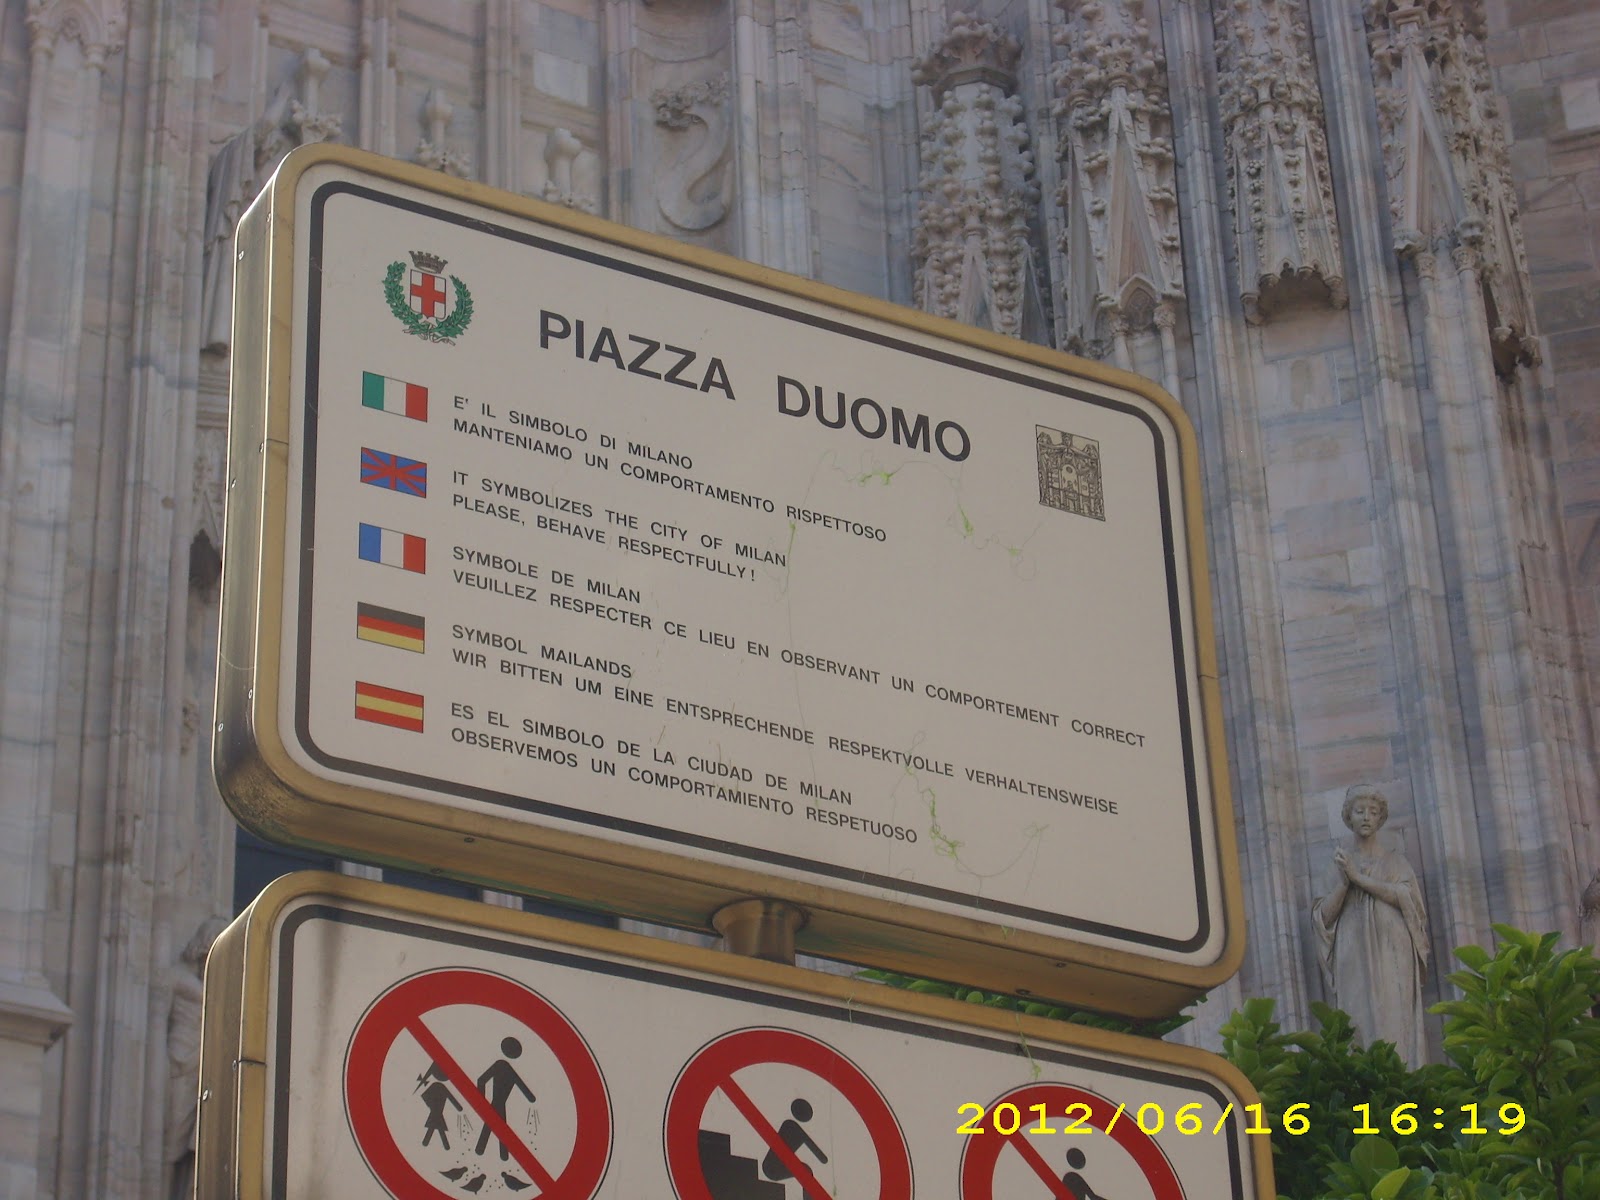 PIAZZA DUOMO
E' IL SIMBOLO DI MILANO
MANTENIAMO UN COMPORTAMENTO RISPETTOSO
IT SYMBOLIZES THE CITY OF MILAN
PLEASE, BEHAVE RESPECTFULLY!
SYMBOLE DE MILAN
VEUILLEZ RESPECTER CE LIEU EN OBSERVANT UN COMPORTEMENT CORRECT
SYMBOL MAILANDS
WIR BITTEN UM EINE ENTSPRECHENDE RESPEKTVOLLE VERHALTENSWEISE
ES EL SIMBOLO DE LA CIUDAD DE MILAN
OBSERVEMOS UN COMPORTAMIENTO RESPETUOSO
2012/06/16 16:19